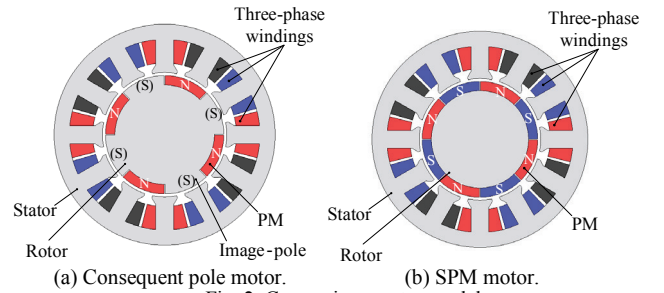 Three-phase
windings
Three-phase
windings
(S)
N
(S)
N
(S)
N
(S)
N
S
N
N
S
S
N
N
S
Stator
Rotor
PM
Image-pole
Stator
Rotor
PM
(a) Consequent pole motor.
(b) SPM motor.